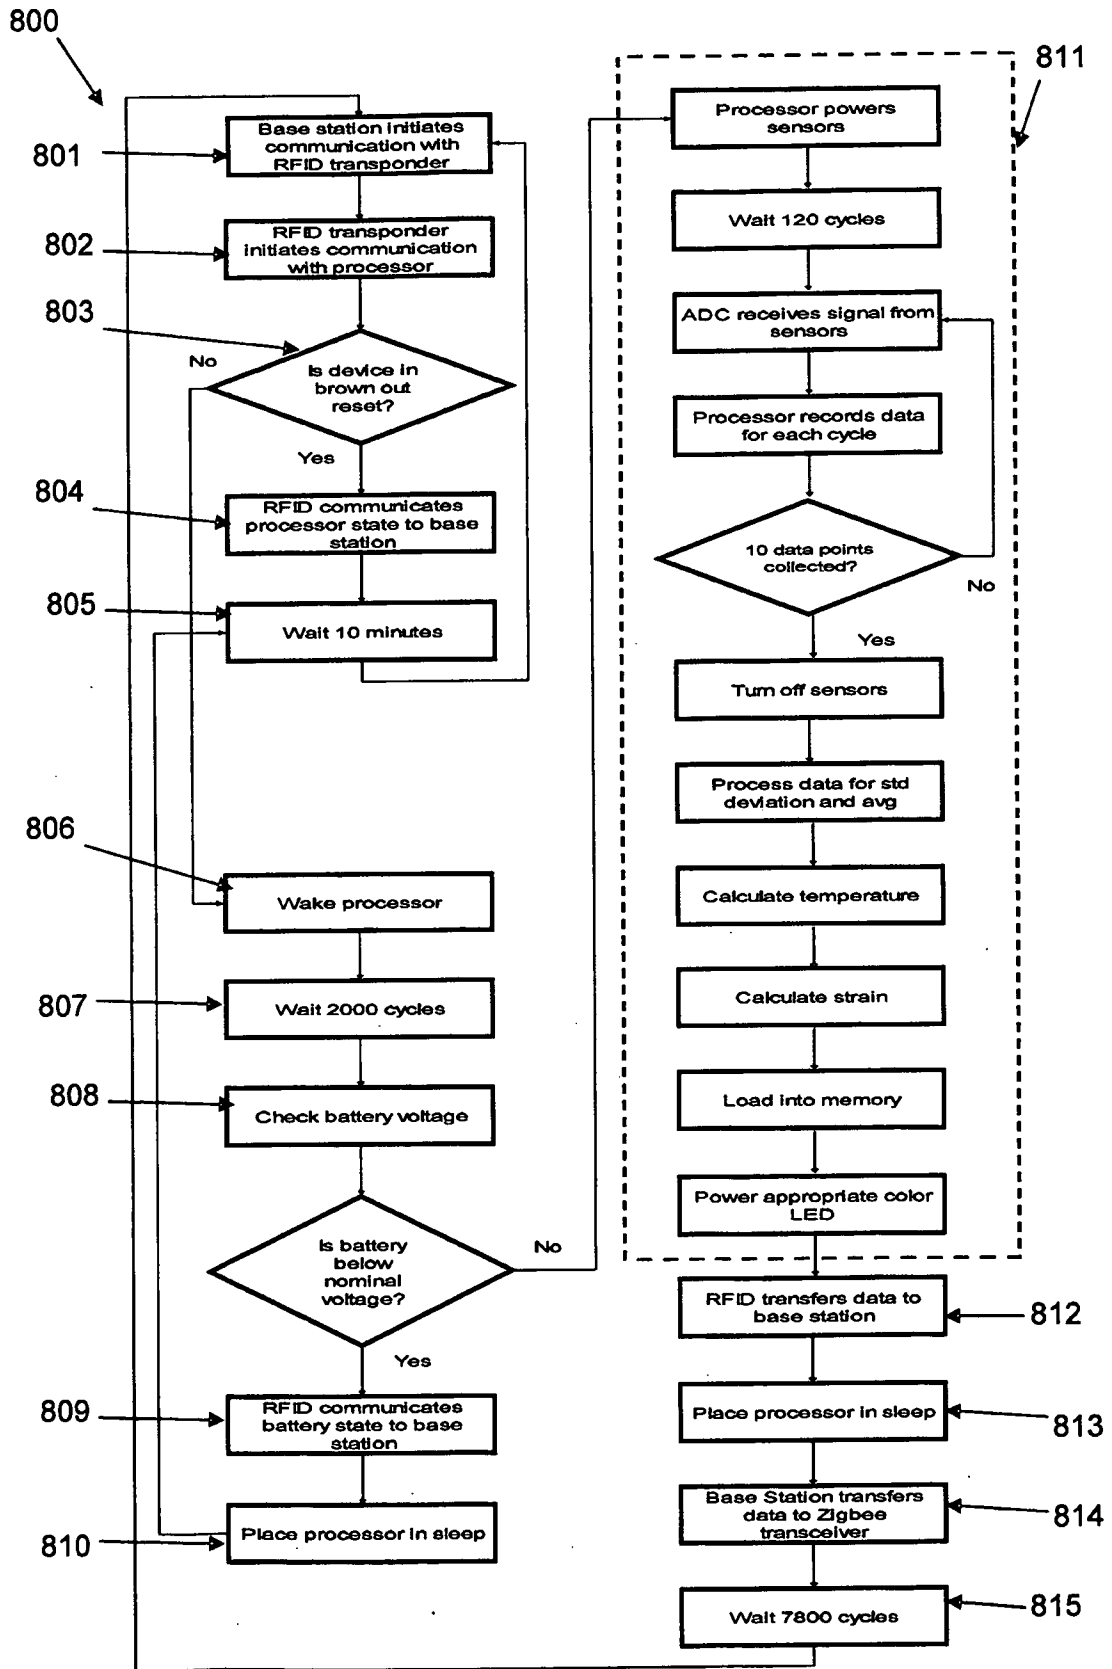 800
801
Base station initiates
communication with
RFID transponder
802
RFID transponder
initiates communication
with processor
803
No
Is device in
brown out
reset?
Yes
804
RFID communicates
processor state to base
station
805
Wait 10 minutes
806
Wake processor
807
Wait 2000 cycles
808
Check battery voltage
Is battery
below
nominal
voltage?
No
Yes
809
RFID communicates
battery state to base
station
810
Place processor in sleep
811
Processor powers
sensors
Wait 120 cycles
ADC receives signal from
sensors
Processor records data
for each cycle
10 data points
collected?
No
Yes
Turn off sensors
Process data for std
deviation and avg
Calculate temperature
Calculate strain
Load into memory
Power appropriate color
LED
RFID transfers data to
base station
812
Place processor in sleep
813
Base Station transfers
data to Zigbee
transceiver
814
Wait 7800 cycles
815